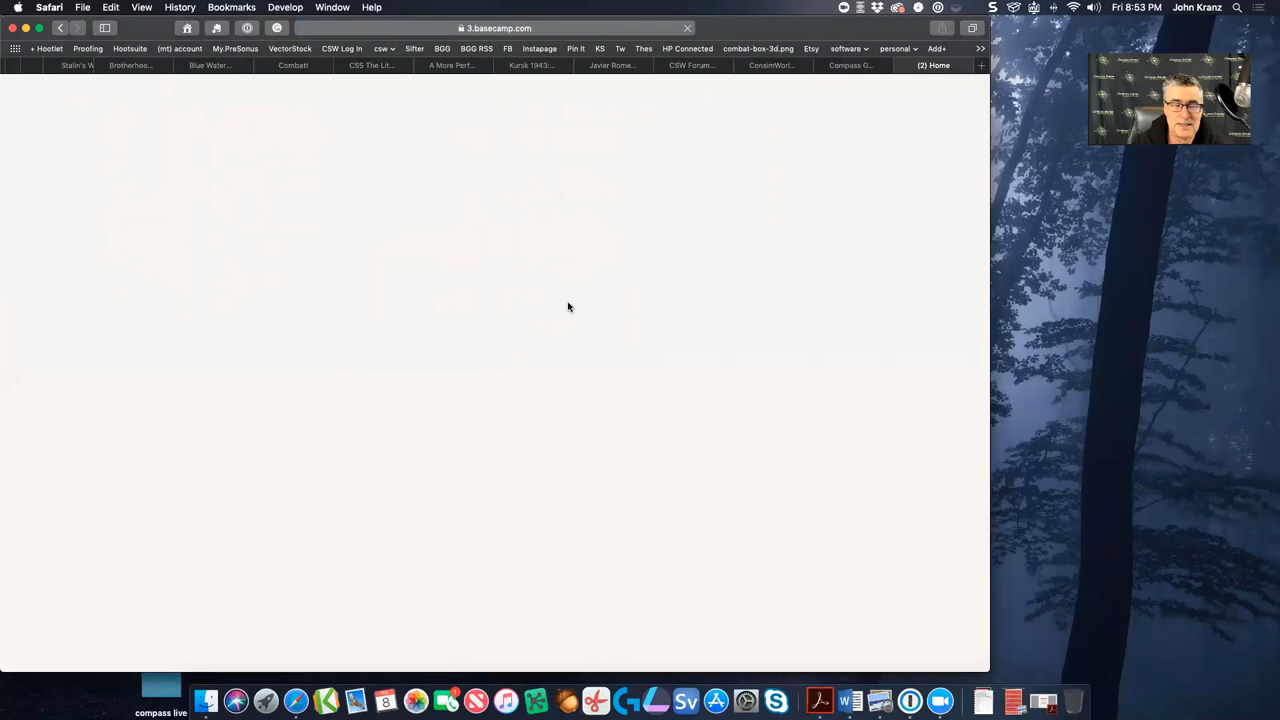 Safari File Edit View History Bookmarks Develop Window Help Fri 8:53 PM John Kranz
3.basecamp.com
+ Hootlet Proofing Hootsuite (mt) account My.PreSonus VectorStock CSW Log In csw Sifter BGG BGG RSS FB Instapage Pin It KS Tw Thes HP Connected combat-box-3d.png Etsy software personal Add+ >>
Stalin's W Brotherhoo... Blue Water... Combat! CSS The Lit... A More Perf... Kursk 1943:... Javier Rome... CSW Forum... ConsimWorl... Compass G... (2) Home +
compass live